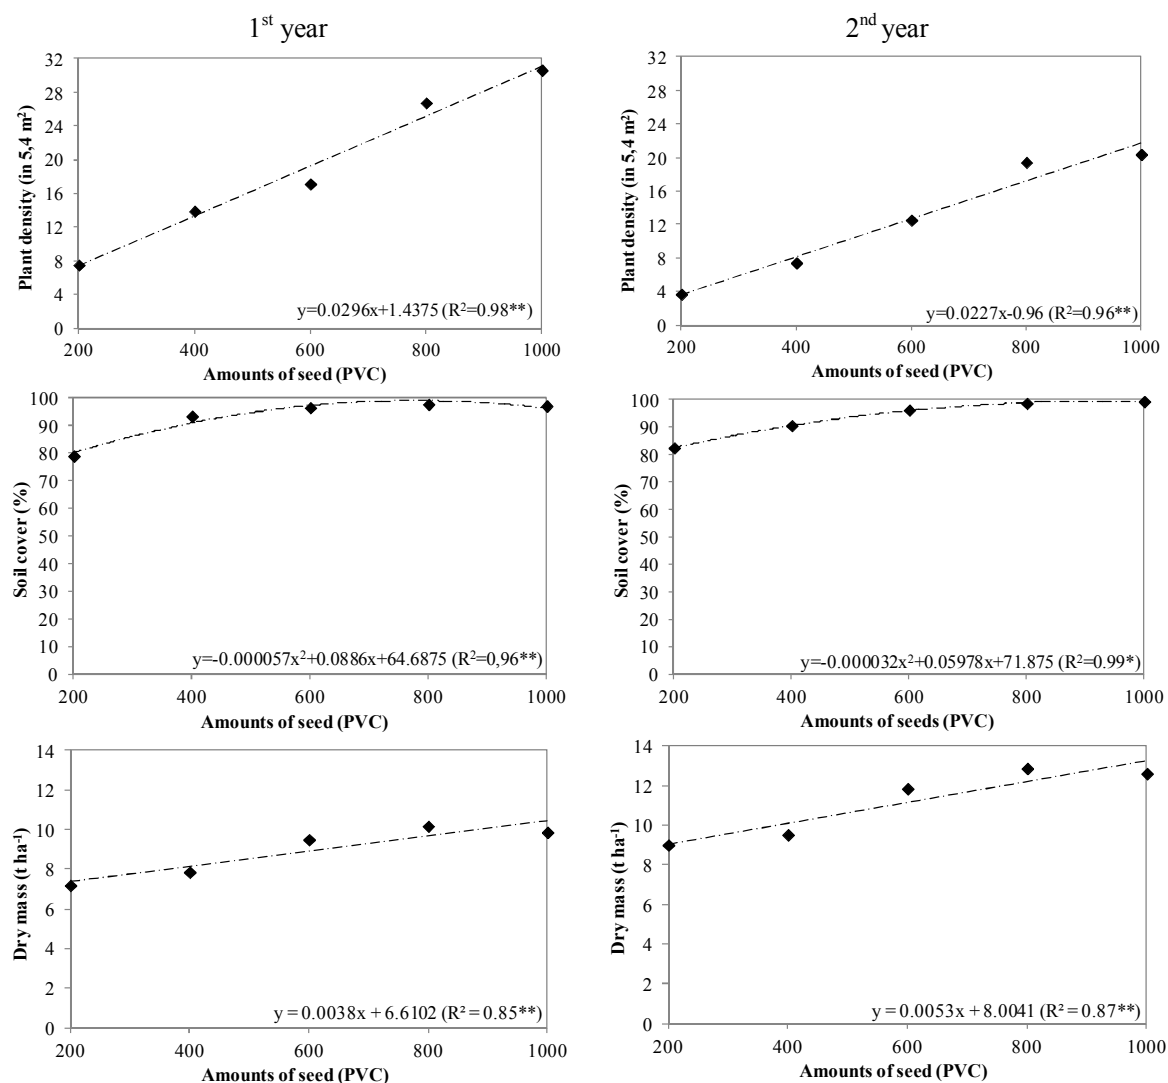 1st year
2nd year
Plant density (in 5,4 m²)
32
28
24
20
16
12
8
4
0
y=0.0296x+1.4375 (R²=0.98**)
200 400 600 800 1000
Amounts of seed (PVC)
Plant density (in 5,4 m²)
32
28
24
20
16
12
8
4
0
y=0.0227x-0.96 (R²=0.96**)
200 400 600 800 1000
Amounts of seed (PVC)
Soil cover (%)
100
90
80
70
60
50
40
30
20
10
0
y=-0.000057x²+0.0886x+64.6875 (R²=0,96**)
200 400 600 800 1000
Amounts of seed (PVC)
Soil cover (%)
100
90
80
70
60
50
40
30
20
10
0
y=-0.000032x²+0.05978x+71.875 (R²=0.99*)
200 400 600 800 1000
Amounts of seeds (PVC)
Dry mass (t ha⁻¹)
14
12
10
8
6
4
2
0
y = 0.0038x + 6.6102 (R² = 0.85**)
200 400 600 800 1000
Amounts of seed (PVC)
Dry mass (t ha⁻¹)
14
12
10
8
6
4
2
0
y = 0.0053x + 8.0041 (R² = 0.87**)
200 400 600 800 1000
Amounts of seed (PVC)